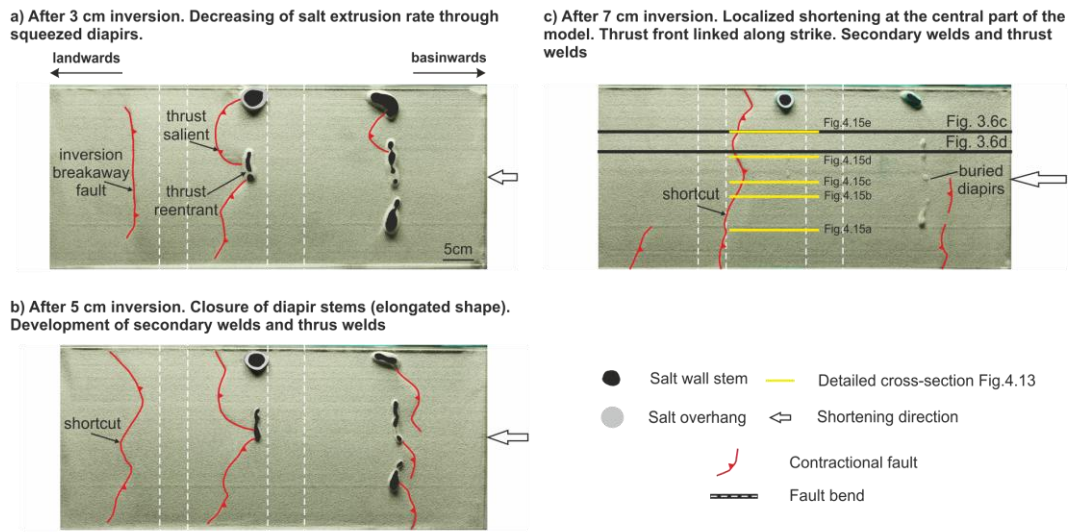 a) After 3 cm inversion. Decreasing of salt extrusion rate through
squeezed diapirs.
landwards
basinwards
thrust
salient
inversion
breakaway
fault
thrust
reentrant
5cm
b) After 5 cm inversion. Closure of diapir stems (elongated shape).
Development of secondary welds and thrus welds
shortcut
c) After 7 cm inversion. Localized shortening at the central part of the
model. Thrust front linked along strike. Secondary welds and thrust
welds
Fig.4.15e
Fig. 3.6c
Fig. 3.6d
Fig.4.15d
Fig.4.15c
Fig.4.15b
buried
diapirs
shortcut
Fig.4.15a
Salt wall stem
Detailed cross-section Fig.4.13
Salt overhang
Shortening direction
Contractional fault
Fault bend